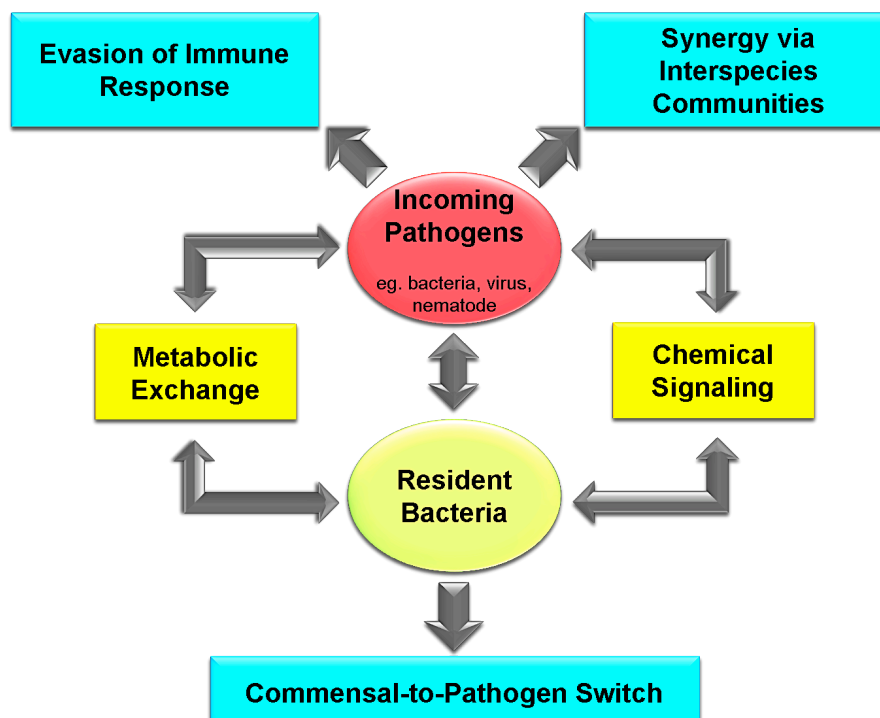 Evasion of Immune
Response
Synergy via
Interspecies
Communities
Incoming
Pathogens
eg. bacteria, virus,
nematode
Metabolic
Exchange
Chemical
Signaling
Resident
Bacteria
Commensal-to-Pathogen Switch